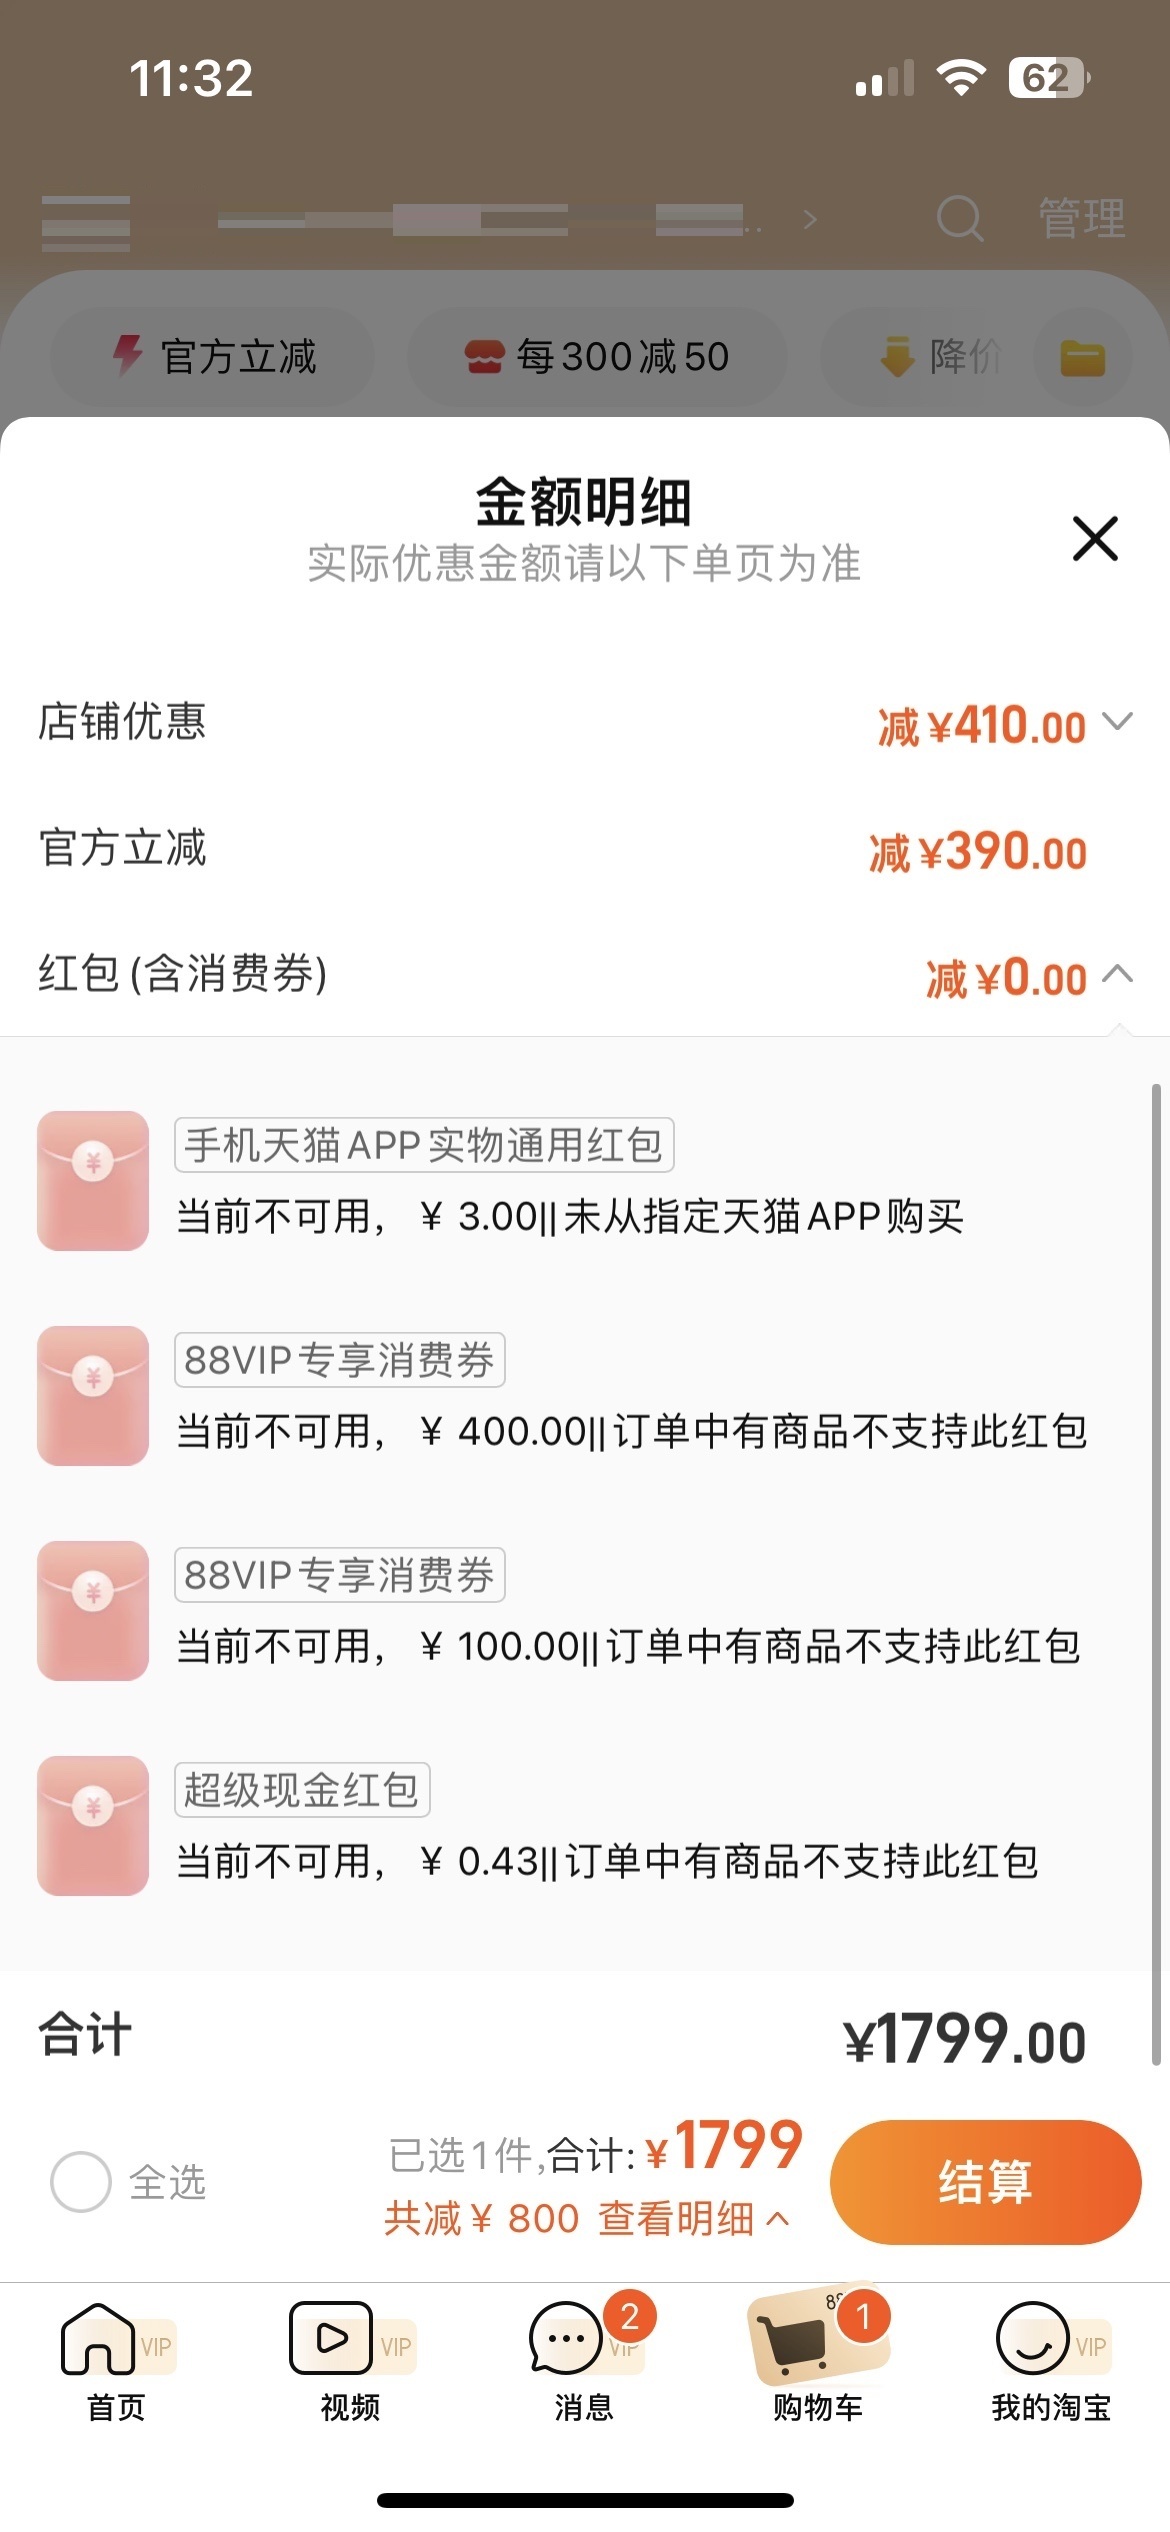 11:32
62
.. >
管理
官方立减
每300减50
降价
金额明细
实际优惠金额请以下单页为准
店铺优惠
减 ¥410.00
官方立减
减 ¥390.00
红包(含消费券)
减 ¥0.00
手机天猫APP实物通用红包
当前不可用， ¥ 3.00||未从指定天猫APP购买
88VIP专享消费券
当前不可用， ¥ 400.00||订单中有商品不支持此红包
88VIP专享消费券
当前不可用， ¥ 100.00||订单中有商品不支持此红包
超级现金红包
当前不可用， ¥ 0.43||订单中有商品不支持此红包
合计
¥1799.00
全选
已选1件,合计: ¥1799
共减¥ 800 查看明细
结算
VIP
VIP
2
VIP
1
VIP
首页
视频
消息
购物车
我的淘宝